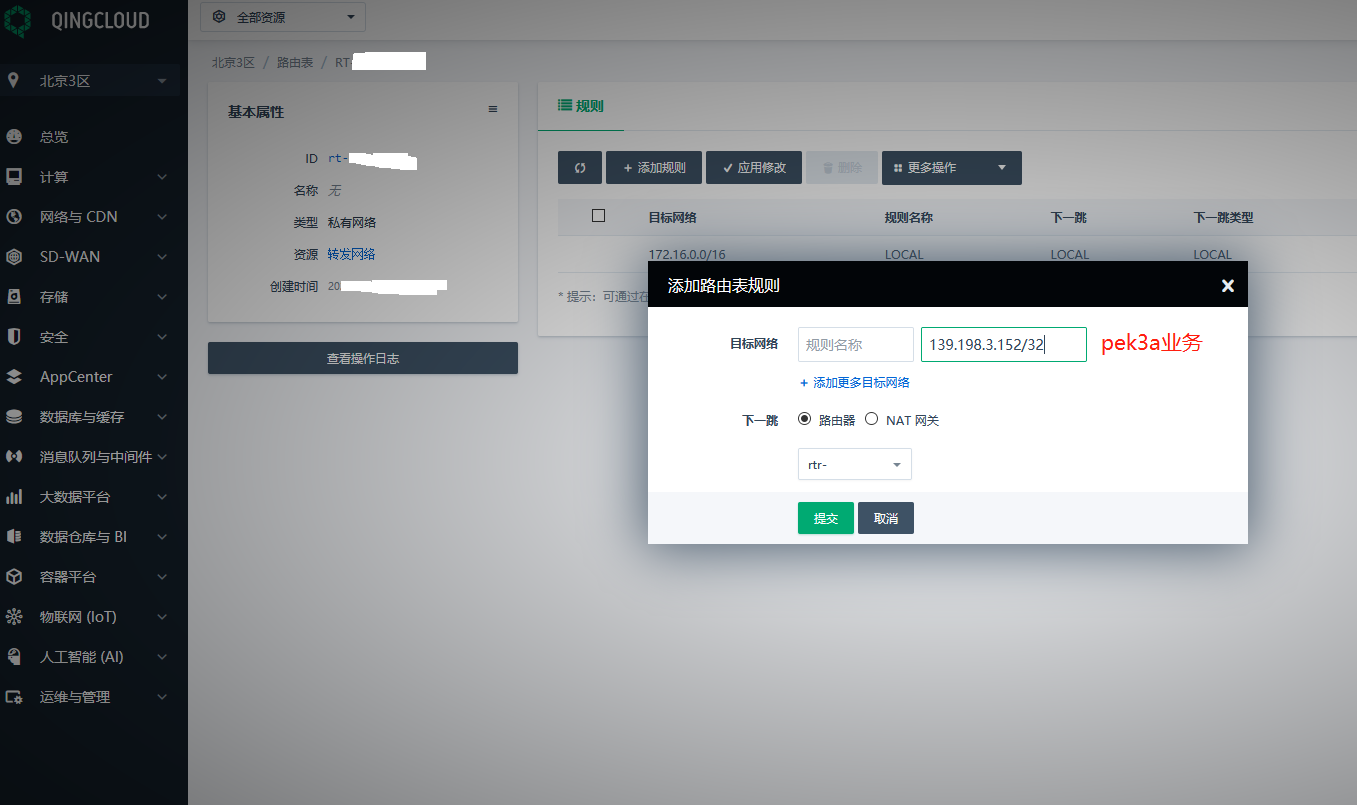 QINGCLOUD
全部资源
北京3区
北京3区 / 路由表 / RT-
总览
计算
网络与 CDN
SD-WAN
存储
安全
AppCenter
数据库与缓存
消息队列与中间件
大数据平台
数据仓库与 BI
容器平台
物联网 (IoT)
人工智能 (AI)
运维与管理
基本属性
ID rt-
名称 无
类型 私有网络
资源 转发网络
创建时间 20
查看操作日志
规则
+ 添加规则 应用修改 删除 更多操作
目标网络 规则名称 下一跳 下一跳类型
172.16.0.0/16 LOCAL LOCAL LOCAL
* 提示：可通过在
添加路由表规则
目标网络 规则名称 139.198.3.152/32 pek3a业务
+ 添加更多目标网络
下一跳 路由器 NAT 网关
rtr-
提交 取消